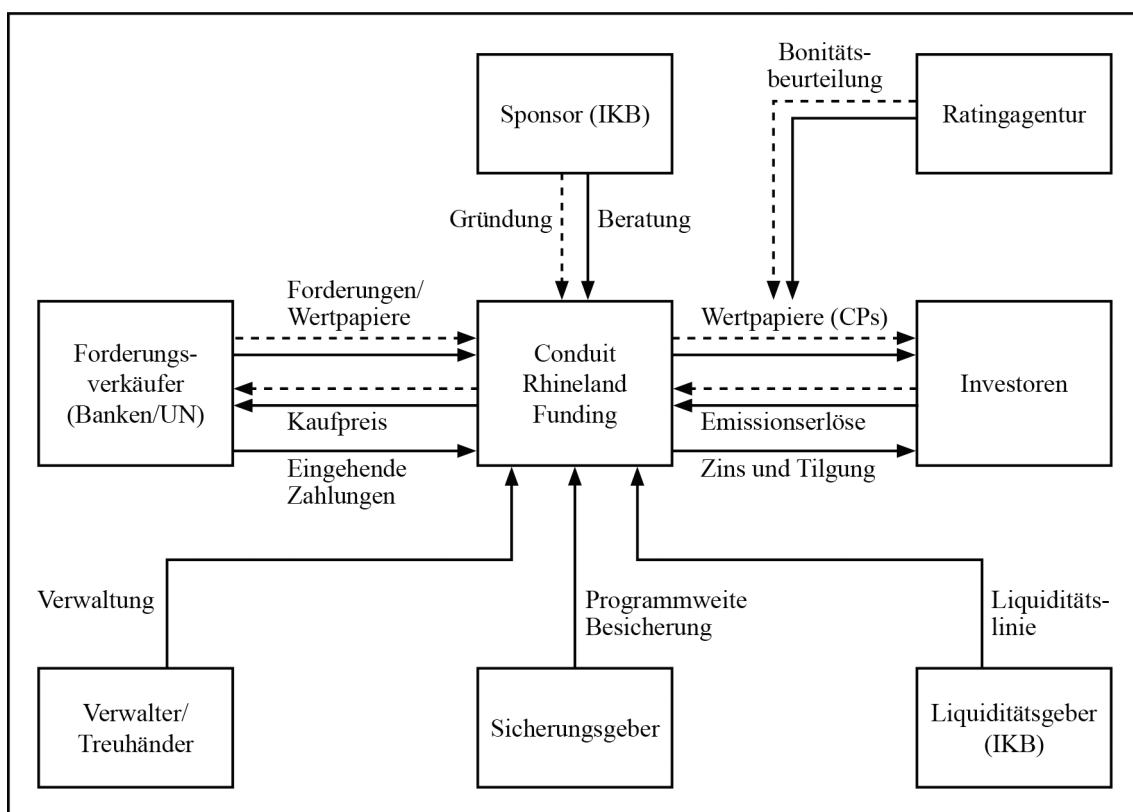 Bonitäts-
beurteilung
Sponsor (IKB)
Ratingagentur
Gründung
Beratung
Forderungen/
Wertpapiere
Wertpapiere (CPs)
Forderungs-
verkäufer
(Banken/UN)
Conduit
Rhineland
Funding
Investoren
Kaufpreis
Emissionserlöse
Eingehende
Zahlungen
Zins und Tilgung
Verwaltung
Programmweite
Besicherung
Liquiditäts-
linie
Verwalter/
Treuhänder
Sicherungsgeber
Liquiditätsgeber
(IKB)